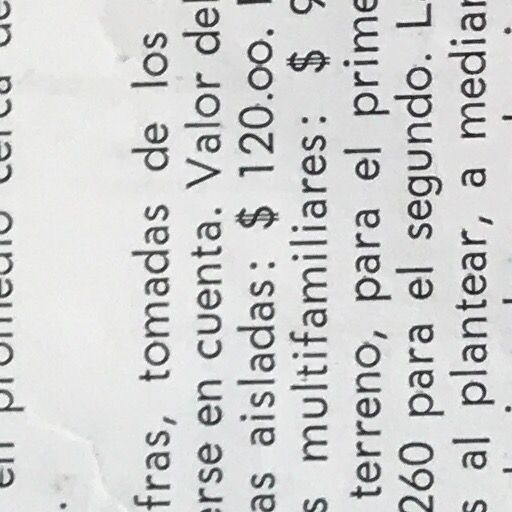 en promedio cerca de
fras, tomadas de los
erse en cuenta. Valor del
as aisladas: $ 120.oo.
s multifamiliares: $ 9
terreno, para el prime
260 para el segundo. L
s al plantear, a median